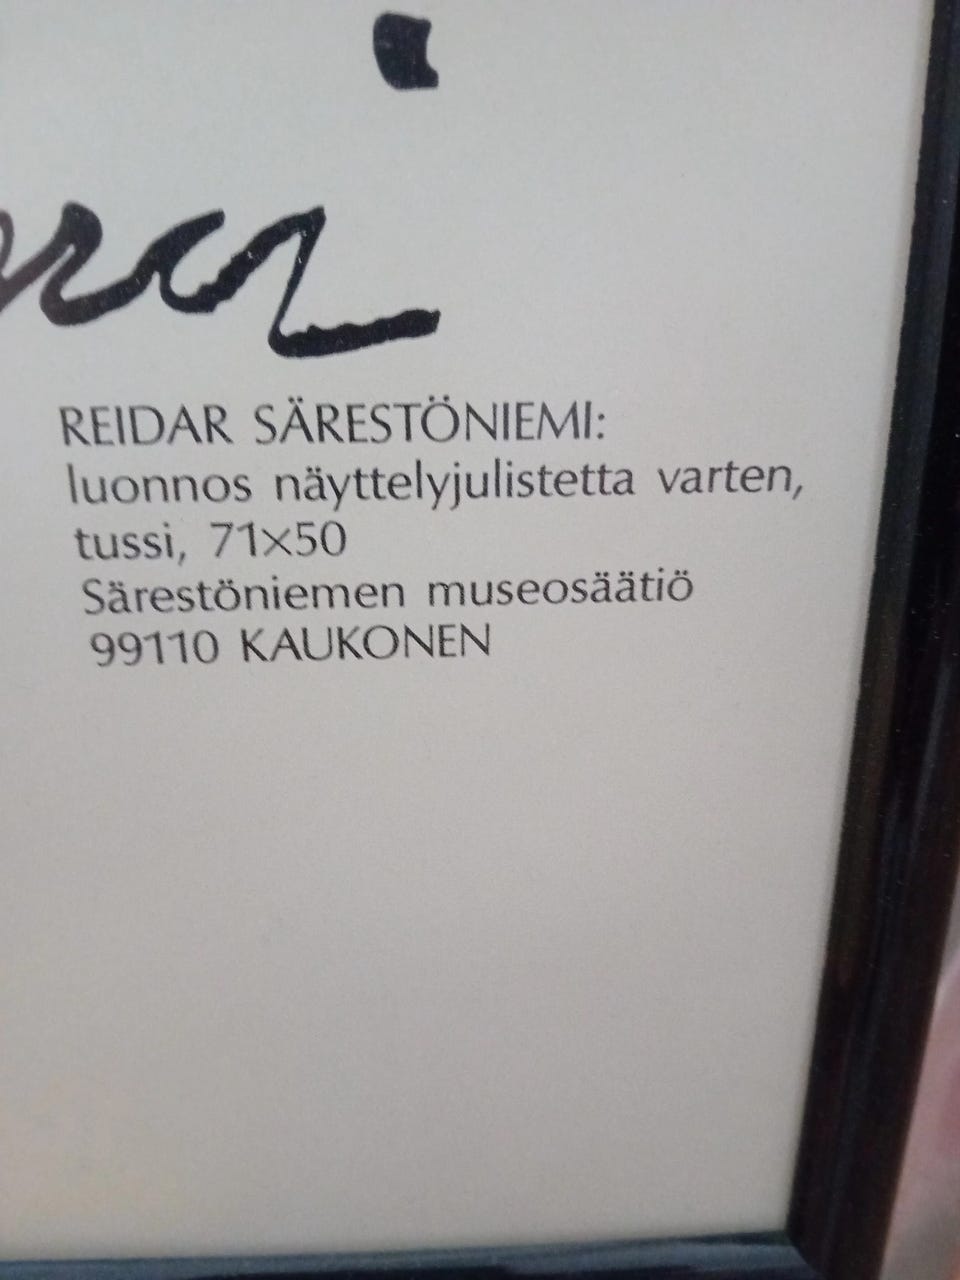 REIDAR SÄRESTÖNIEMI:
luonnos näyttelyjulistetta varten,
tussi, 71×50
Särestöniemen museosäätiö
99110 KAUKONEN